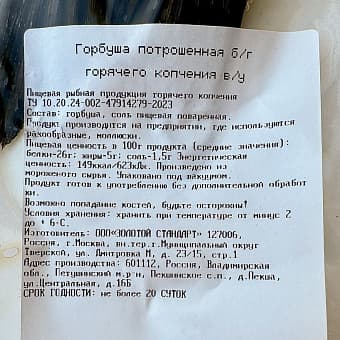 Горбуша потрошенная б/г
горячего копчения в/у
Пищевая рыбная продукция горячего копчения
ТУ 10.20.24-002-47914279-2023
Состав: горбуша, соль пищевая поваренная.
Продукт производится на предприятии, где используются
ракообразные, моллюски.
Пищевая ценность в 100г продукта (средние значения):
белки-26г; жиры-5г; соль-1,5г Энергетическая
ценность: 149ккал/623кДж. Произведено из
мороженого сырья. Упаковано под вакуумом.
Продукт готов к употреблению без дополнительной обработ
ки.
Возможно попадание костей, будьте осторожны!
Условия хранения: хранить при температуре от минус 2
до + 6-С.
Изготовитель: ООО«ЗОЛОТОЙ СТАНДАРТ» 127006,
Россия, г.Москва, вн.тер.г.Муниципальный округ
Тверской, ул. Дмитровка М, д. 23/15, стр.1
Адрес производства: 601112, Россия, Владимирская
обл., Петушинский м.р-н, Пекшинское с.п., д.Пекша,
ул.Центральная, д.16Б
СРОК ГОДНОСТИ: не более 20 СУТОК